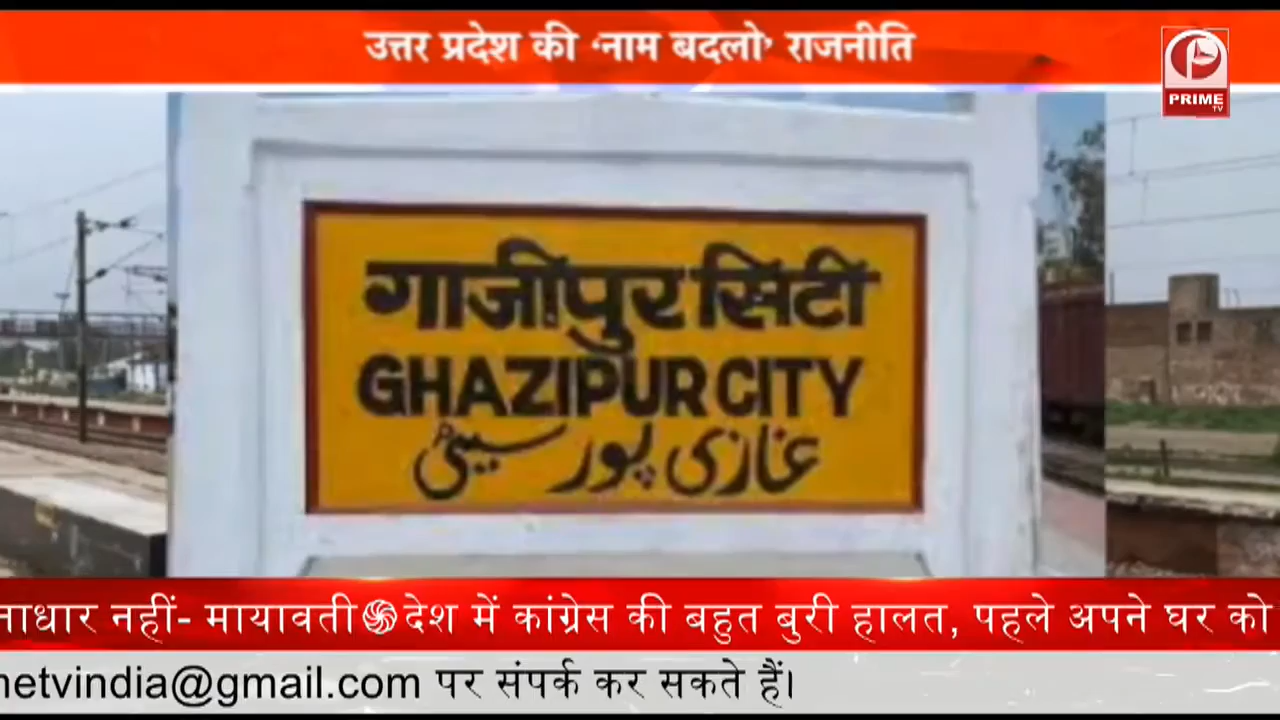 उत्तर प्रदेश की ‘नाम बदलो’ राजनीति
PRIME
TV
गाजीपुर सिटी
GHAZIPUR CITY
غازی پور سیٹی
नाधार नहीं- मायावती देश में कांग्रेस की बहुत बुरी हालत, पहले अपने घर को
netvindia@gmail.com पर संपर्क कर सकते हैं।